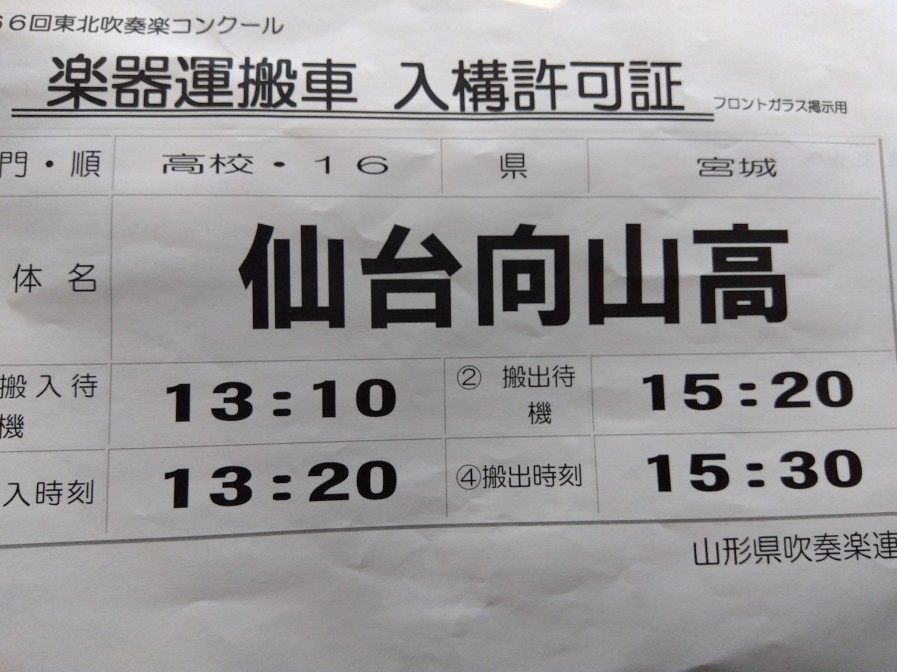 6回東北吹奏楽コンクール
楽器運搬車 入構許可証 フロントガラス掲示用
門・順 高校・16 県 宮城
体名 仙台向山高
搬入待機 13:10 ② 搬出待機 15:20
入時刻 13:20 ④搬出時刻 15:30
山形県吹奏楽連